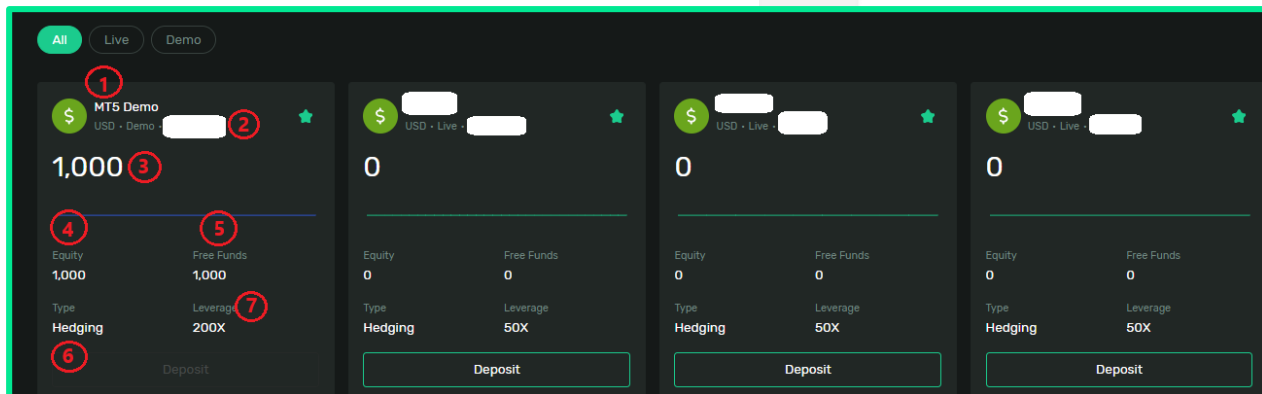 All Live Demo
1
MT5 Demo
USD • Demo • 2
USD • Live •
USD • Live •
USD • Live •
1,000 3 0 0 0
4 5
Equity Free Funds Equity Free Funds Equity Free Funds Equity Free Funds
1,000 1,000 0 0 0 0 0 0
Type Leverage 7 Type Leverage Type Leverage Type Leverage
Hedging 200X Hedging 50X Hedging 50X Hedging 50X
6
Deposit Deposit Deposit Deposit